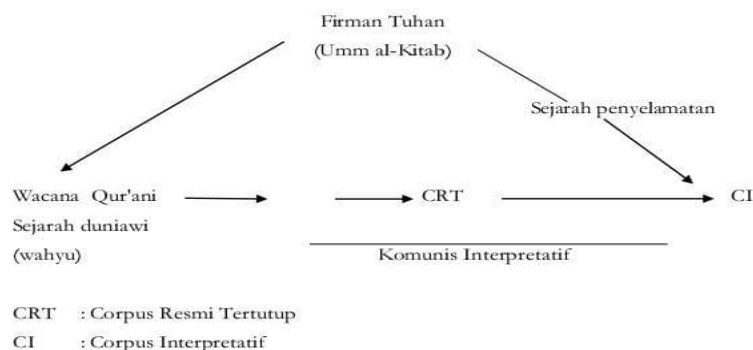 Firman Tuhan
(Umm al-Kitab)
Sejarah penyelamatan
Wacana Qur'ani
CRT
CI
Sejarah duniawi
(wahyu)
Komunis Interpretatif
CRT : Corpus Resmi Tertutup
CI : Corpus Interpretatif